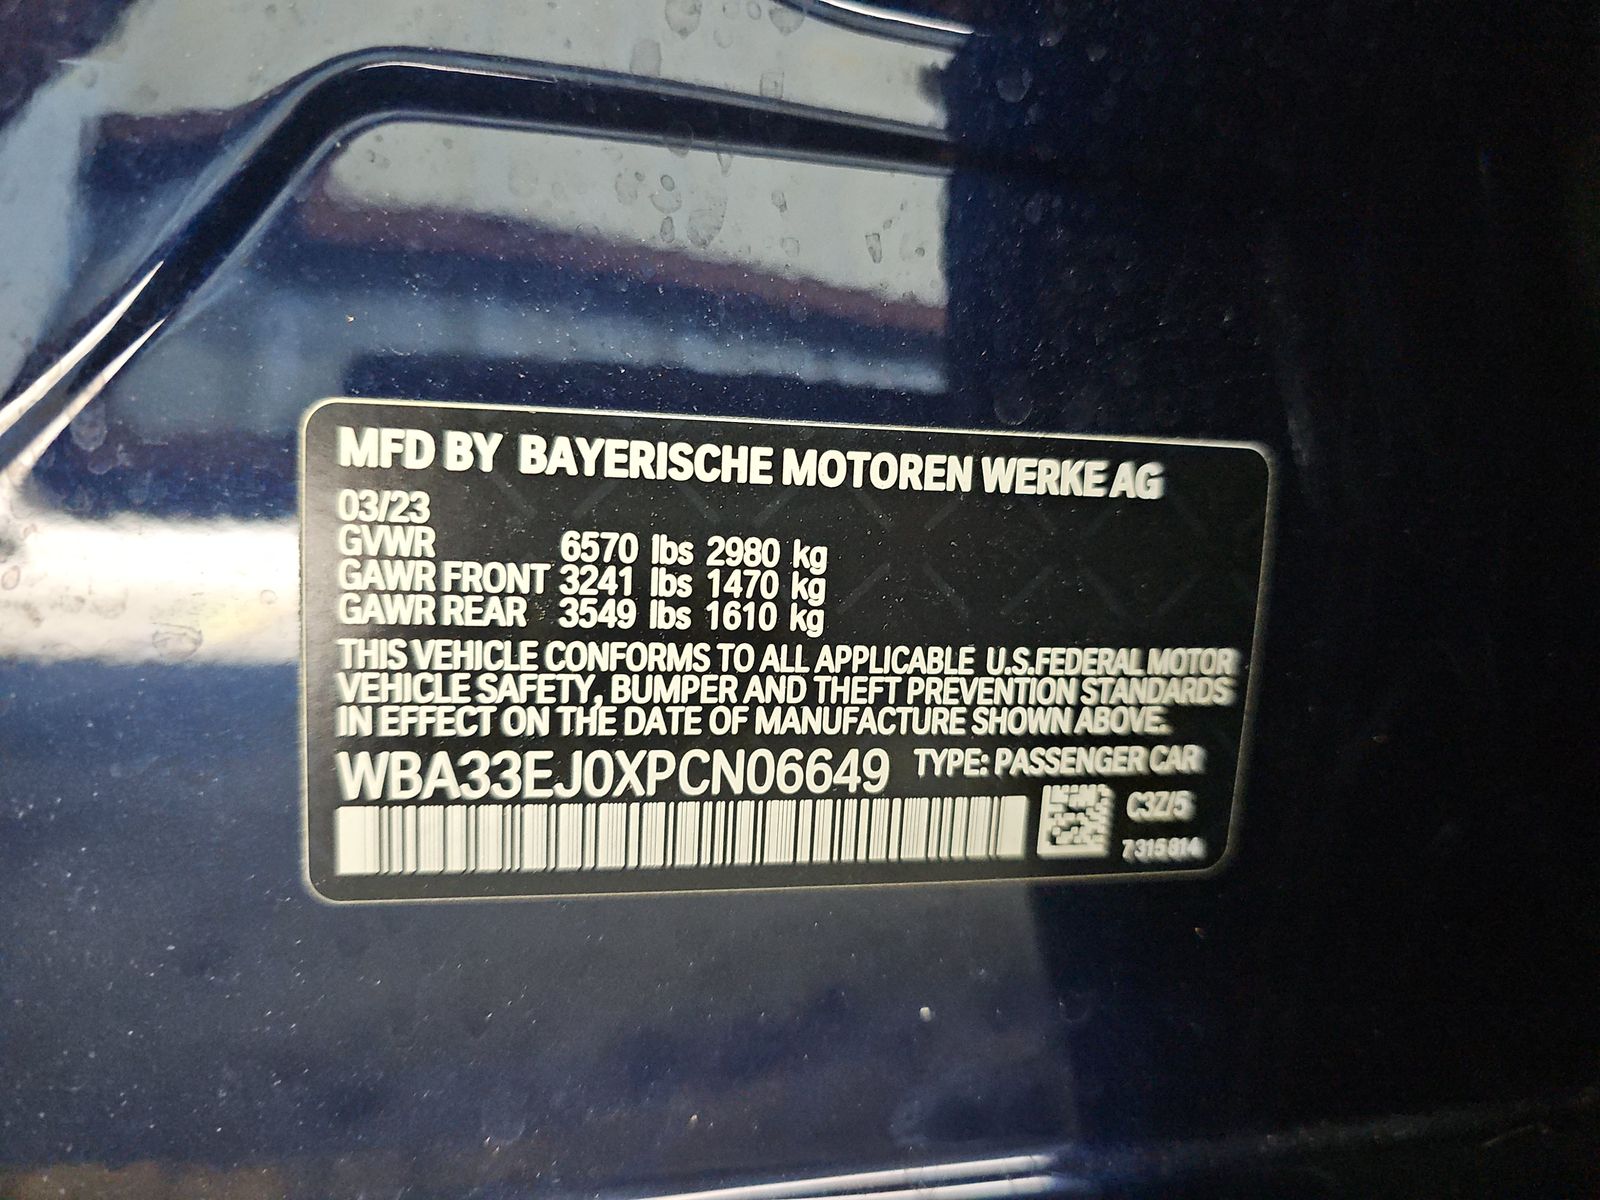 MFD BY BAYERISCHE MOTOREN WERKE AG
03/23
GVWR 6570 lbs 2980 kg
GAWR FRONT 3241 lbs 1470 kg
GAWR REAR 3549 lbs 1610 kg
THIS VEHICLE CONFORMS TO ALL APPLICABLE U.S.FEDERAL MOTOR
VEHICLE SAFETY, BUMPER AND THEFT PREVENTION STANDARDS
IN EFFECT ON THE DATE OF MANUFACTURE SHOWN ABOVE.
WBA33EJ0XPCN06649 TYPE: PASSENGER CAR
C3Z/5
7315814